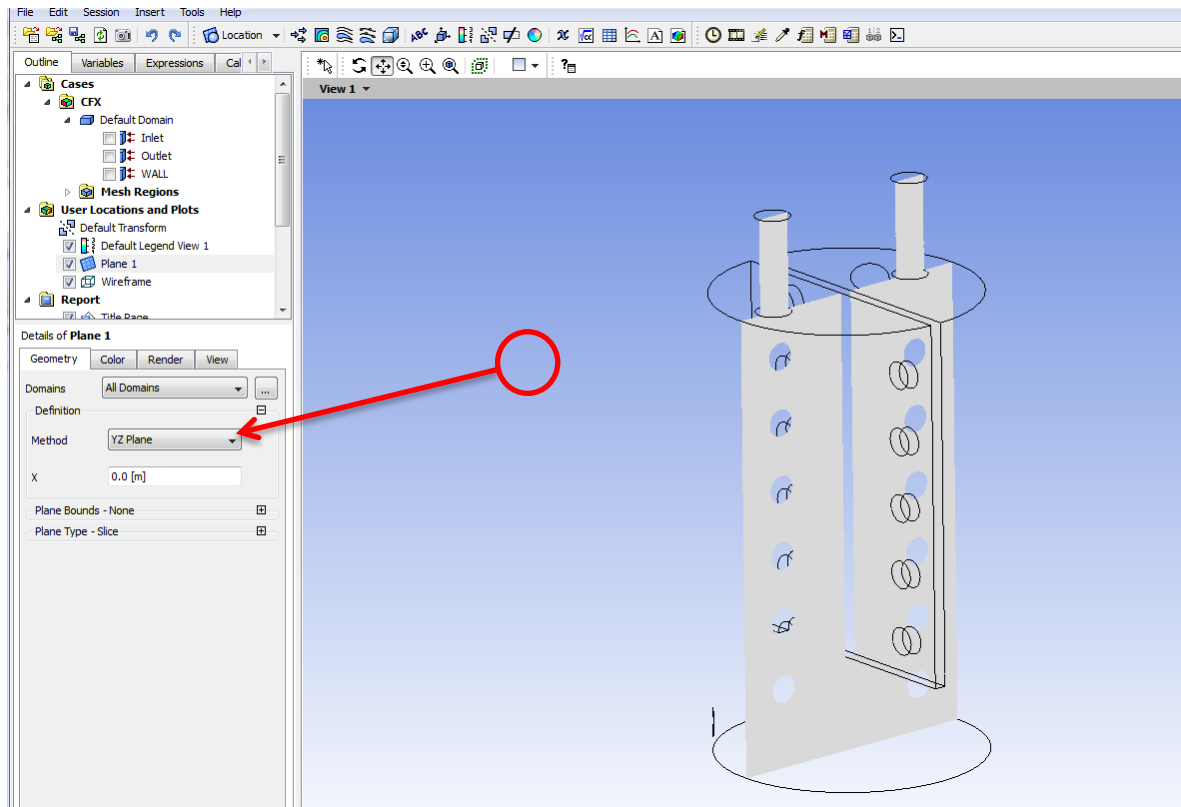 File Edit Session Insert Tools Help
Location
Outline Variables Expressions Cal
View 1
Cases
CFX
Default Domain
Inlet
Outlet
WALL
Mesh Regions
User Locations and Plots
Default Transform
Default Legend View 1
Plane 1
Wireframe
Report
Title Page
Details of Plane 1
Geometry Color Render View
Domains All Domains ...
Definition
Method YZ Plane
X 0.0 [m]
Plane Bounds - None
Plane Type - Slice